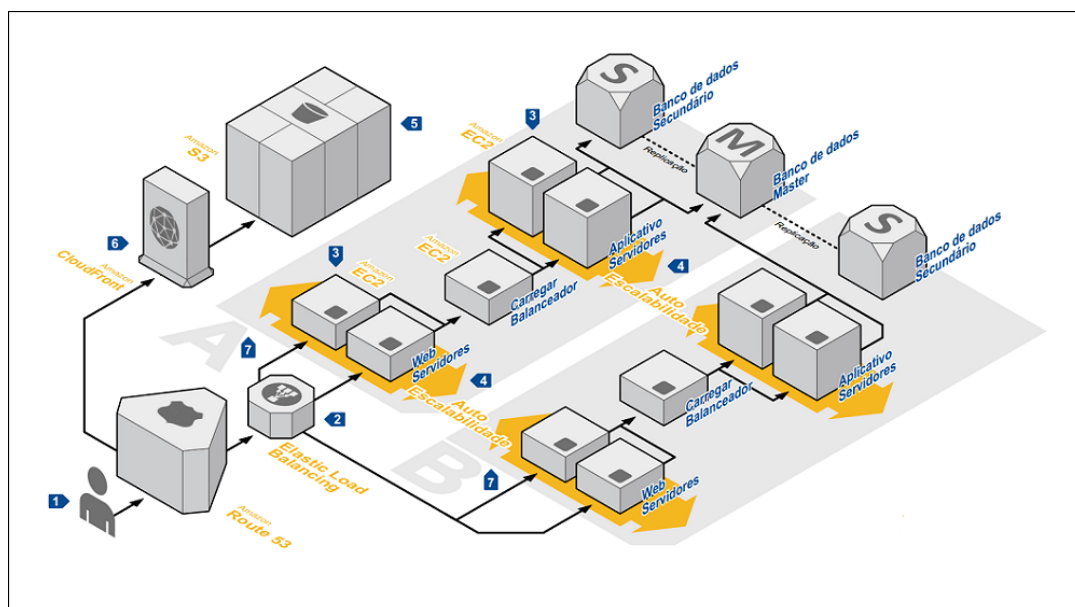 S
Banco de dados
Secundário
Replicação
M
Banco de dados
Master
Replicação
S
Banco de dados
Secundário
3
Amazon
EC2
5
Amazon
S3
Aplicativo
Servidores
4
Auto
Escalabilidade
6
Amazon
CloudFront
3
Amazon
EC2
Amazon
EC2
Carregar
Balanceador
A
7
Web
Servidores
4
Auto
Escalabilidade
2
Elastic Load
Balancing
Aplicativo
Servidores
Carregar
Balanceador
B
7
Web
Servidores
1
Amazon
Route 53